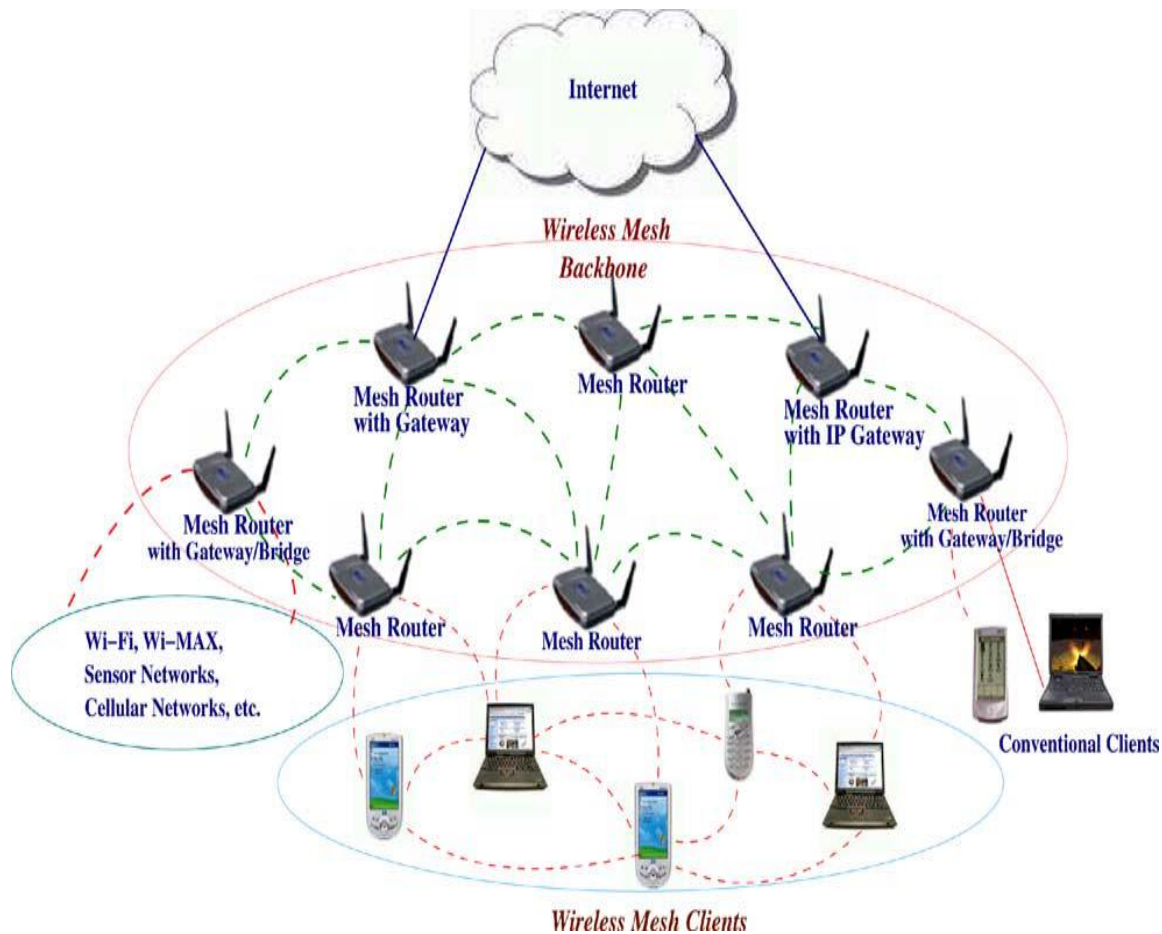 Internet
Wireless Mesh
Backbone
Mesh Router
with Gateway
Mesh Router
Mesh Router
with IP Gateway
Mesh Router
with Gateway/Bridge
Mesh Router
with Gateway/Bridge
Mesh Router
Mesh Router
Mesh Router
Wi-Fi, Wi-MAX,
Sensor Networks,
Cellular Networks, etc.
Conventional Clients
Wireless Mesh Clients